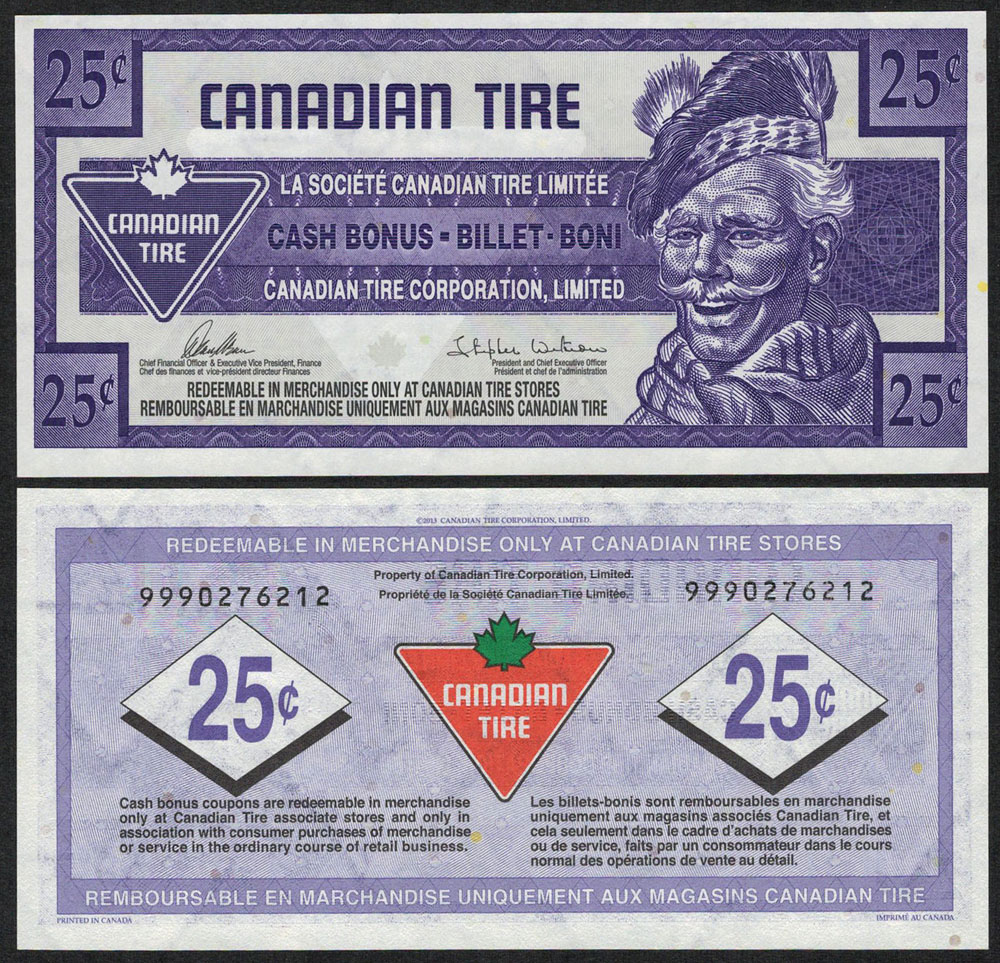 25¢
25¢
CANADIAN TIRE
LA SOCIÉTÉ CANADIAN TIRE LIMITÉE
CANADIAN
TIRE
CASH BONUS - BILLET - BONI
CANADIAN TIRE CORPORATION, LIMITED
Chief Financial Officer & Executive Vice President, Finance
Chef des finances et vice-président directeur Finances
President and Chief Executive Officer
Président et chef de l'administration
REDEEMABLE IN MERCHANDISE ONLY AT CANADIAN TIRE STORES
REMBOURSABLE EN MARCHANDISE UNIQUEMENT AUX MAGASINS CANADIAN TIRE
25¢
25¢
©2013 CANADIAN TIRE CORPORATION, LIMITED.
REDEEMABLE IN MERCHANDISE ONLY AT CANADIAN TIRE STORES
Property of Canadian Tire Corporation, Limited.
Propriété de la Société Canadian Tire Limitée.
9990276212
9990276212
25¢
CANADIAN
TIRE
25¢
Cash bonus coupons are redeemable in merchandise
only at Canadian Tire associate stores and only in
association with consumer purchases of merchandise
or service in the ordinary course of retail business.
Les billets-bonis sont remboursables en marchandise
uniquement aux magasins associés Canadian Tire, et
cela seulement dans le cadre d'achats de marchandises
ou de service, faits par un consommateur dans le cours
normal des opérations de vente au détail.
REMBOURSABLE EN MARCHANDISE UNIQUEMENT AUX MAGASINS CANADIAN TIRE
PRINTED IN CANADA
IMPRIMÉ AU CANADA